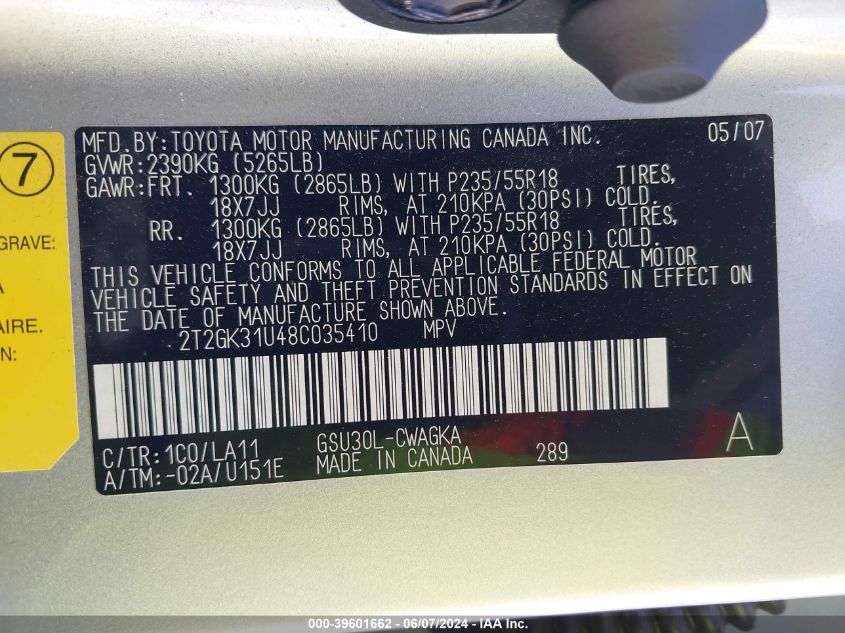 MFD.BY:TOYOTA MOTOR MANUFACTURING CANADA INC. 05/07
GVWR:2390KG (5265LB)
GAWR:FRT. 1300KG (2865LB) WITH P235/55R18 TIRES,
18X7JJ RIMS, AT 210KPA (30PSI) COLD.
RR. 1300KG (2865LB) WITH P235/55R18 TIRES,
18X7JJ RIMS, AT 210KPA (30PSI) COLD.
THIS VEHICLE CONFORMS TO ALL APPLICABLE FEDERAL MOTOR
VEHICLE SAFETY AND THEFT PREVENTION STANDARDS IN EFFECT ON
THE DATE OF MANUFACTURE SHOWN ABOVE.
2T2GK31U48C035410 MPV
C/TR:1C0/LA11 GSU30L-CWAGKA
A/TM:-02A/U151E MADE IN CANADA 289 A
7
GRAVE:
A
AIRE.
N:
000-39601662 - 06/07/2024 - IAA Inc.